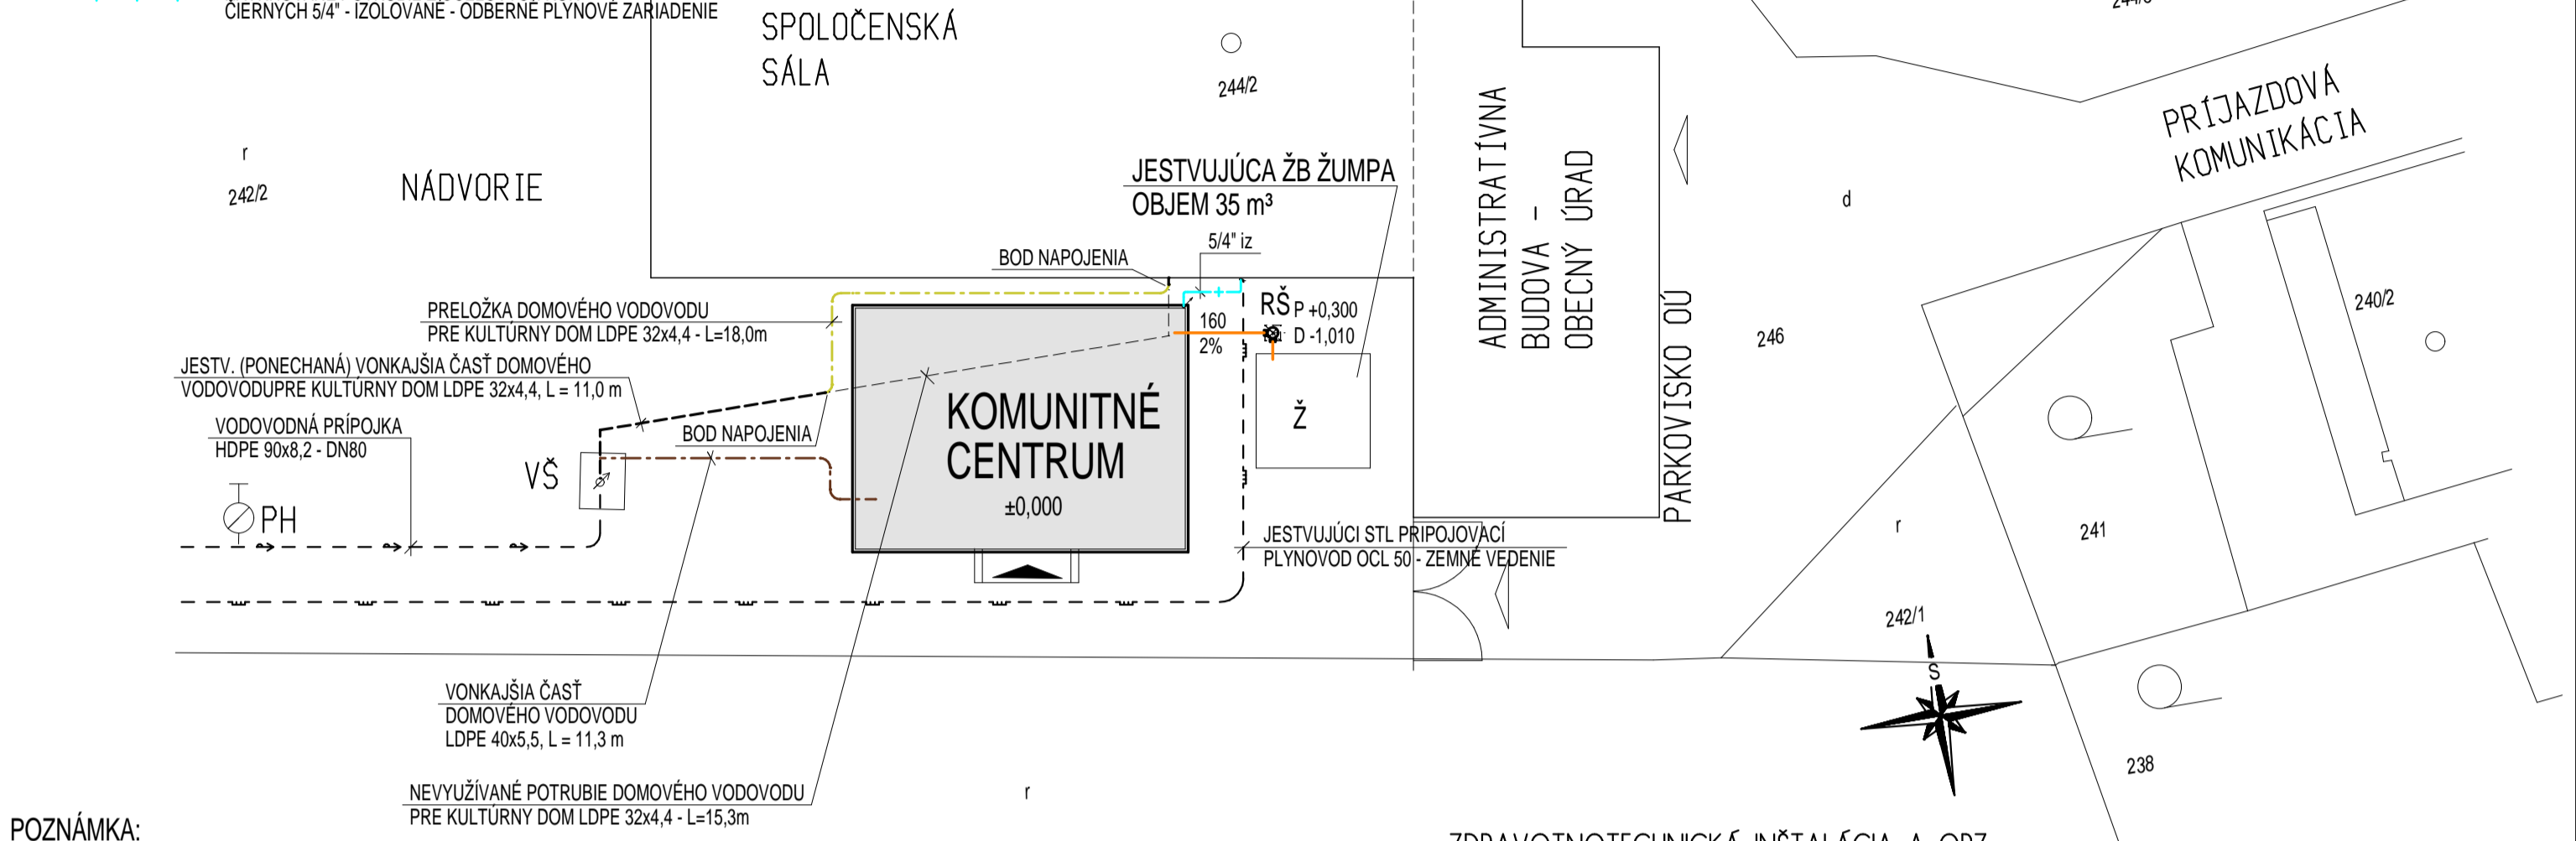 ČIERNYCH 5/4" - IZOLOVANÉ - ODBERNÉ PLYNOVÉ ZARIADENIE
SPOLOČENSKÁ
SÁLA
244/2
r
242/2
NÁDVORIE
JESTVUJÚCA ŽB ŽUMPA
OBJEM 35 m³
5/4" iz
BOD NAPOJENIA
ADMINISTRATÍVNA
BUDOVA -
OBECNÝ ÚRAD
PARKOVISKO OÚ
PRÍJAZDOVÁ
KOMUNIKÁCIA
d
246
240/2
PRELOŽKA DOMOVÉHO VODOVODU
PRE KULTÚRNY DOM LDPE 32x4,4 - L=18,0m
RŠ P +0,300
D -1,010
160
2%
JESTV. (PONECHANÁ) VONKAJŠIA ČASŤ DOMOVÉHO
VODOVODUPRE KULTÚRNY DOM LDPE 32x4,4, L = 11,0 m
VODOVODNÁ PRÍPOJKA
HDPE 90x8,2 - DN80
BOD NAPOJENIA
KOMUNITNÉ
CENTRUM
±0,000
Ž
VŠ
PH
JESTVUJÚCI STL PRIPOJOVACÍ
PLYNOVOD OCL 50 - ZEMNÉ VEDENIE
r
241
242/1
S
238
VONKAJŠIA ČASŤ
DOMOVÉHO VODOVODU
LDPE 40x5,5, L = 11,3 m
NEVYUŽÍVANÉ POTRUBIE DOMOVÉHO VODOVODU
PRE KULTÚRNY DOM LDPE 32x4,4 - L=15,3m
r
POZNÁMKA:
ZDRAVOTNOTECHNICKÁ INŠTALÁCIA A OPZ